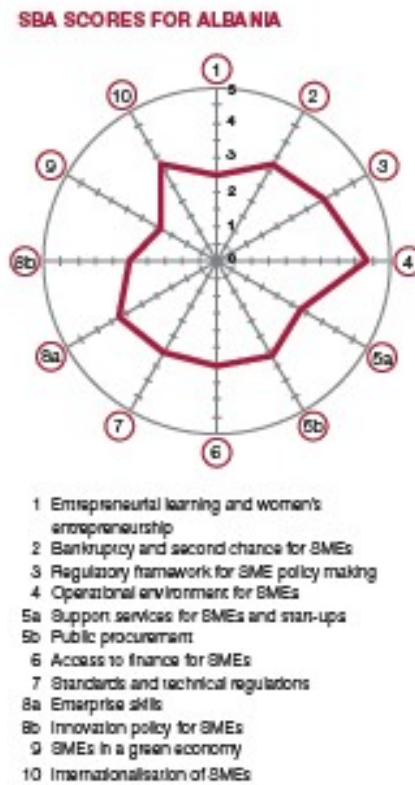 SBA SCORES FOR ALBANIA
1
10
2
5
4
9
3
3
2
1
8b
0
4
8a
5a
7
5b
6
1 Entrepreneurial learning and women's
entrepreneurship
2 Bankruptcy and second chance for SMEs
3 Regulatory framework for SME policy making
4 Operational environment for SMEs
5a Support services for SMEs and start-ups
5b Public procurement
6 Access to finance for SMEs
7 Standards and technical regulations
8a Enterprise skills
8b Innovation policy for SMEs
9 SMEs in a green economy
10 Internationalisation of SMEs